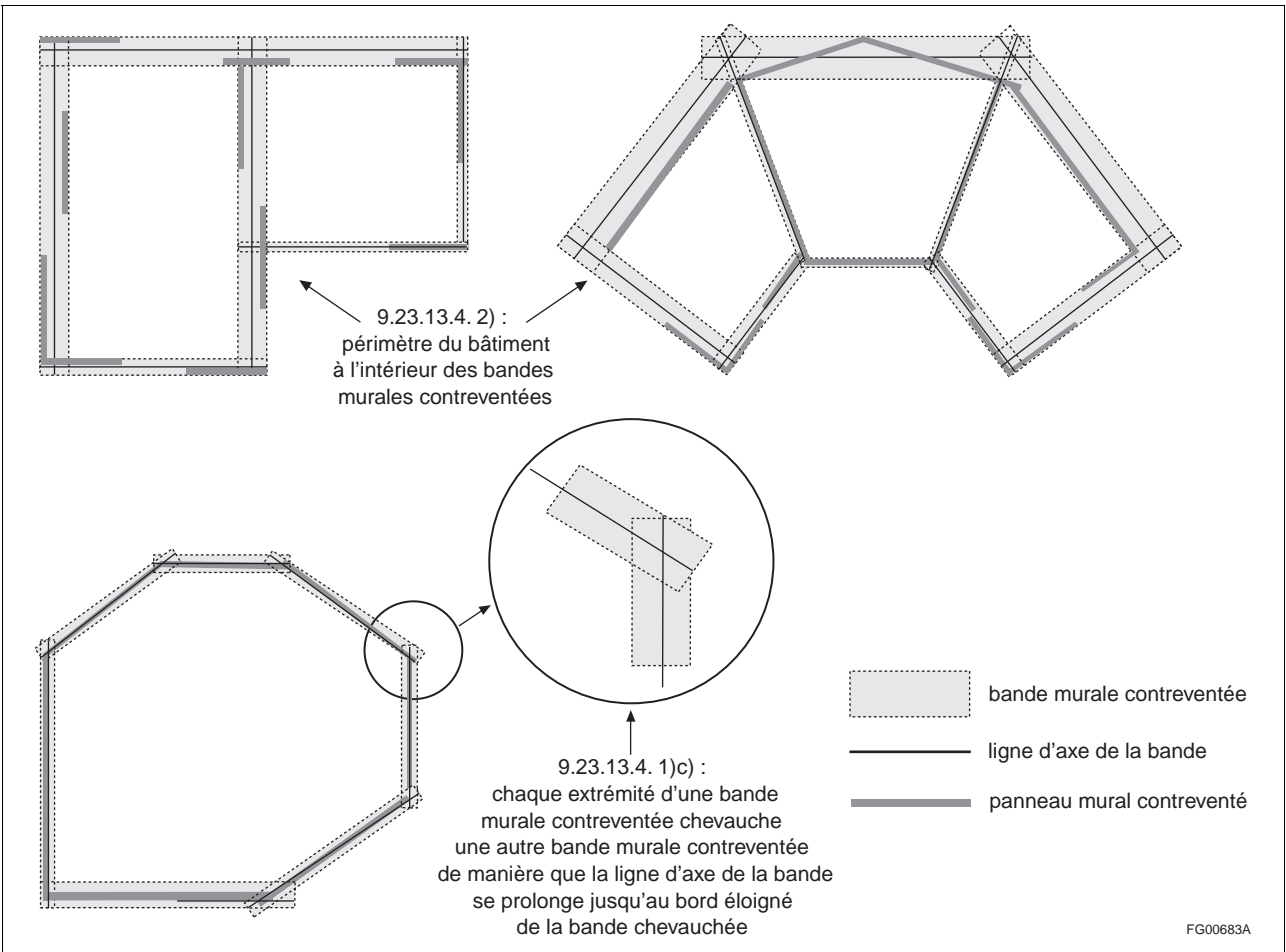 9.23.13.4. 2) :
périmètre du bâtiment
à l'intérieur des bandes
murales contreventées
9.23.13.4. 1)c) :
chaque extrémité d'une bande
murale contreventée chevauche
une autre bande murale contreventée
de manière que la ligne d'axe de la bande
se prolonge jusqu'au bord éloigné
de la bande chevauchée
bande murale contreventée
ligne d'axe de la bande
panneau mural contreventé
FG00683A